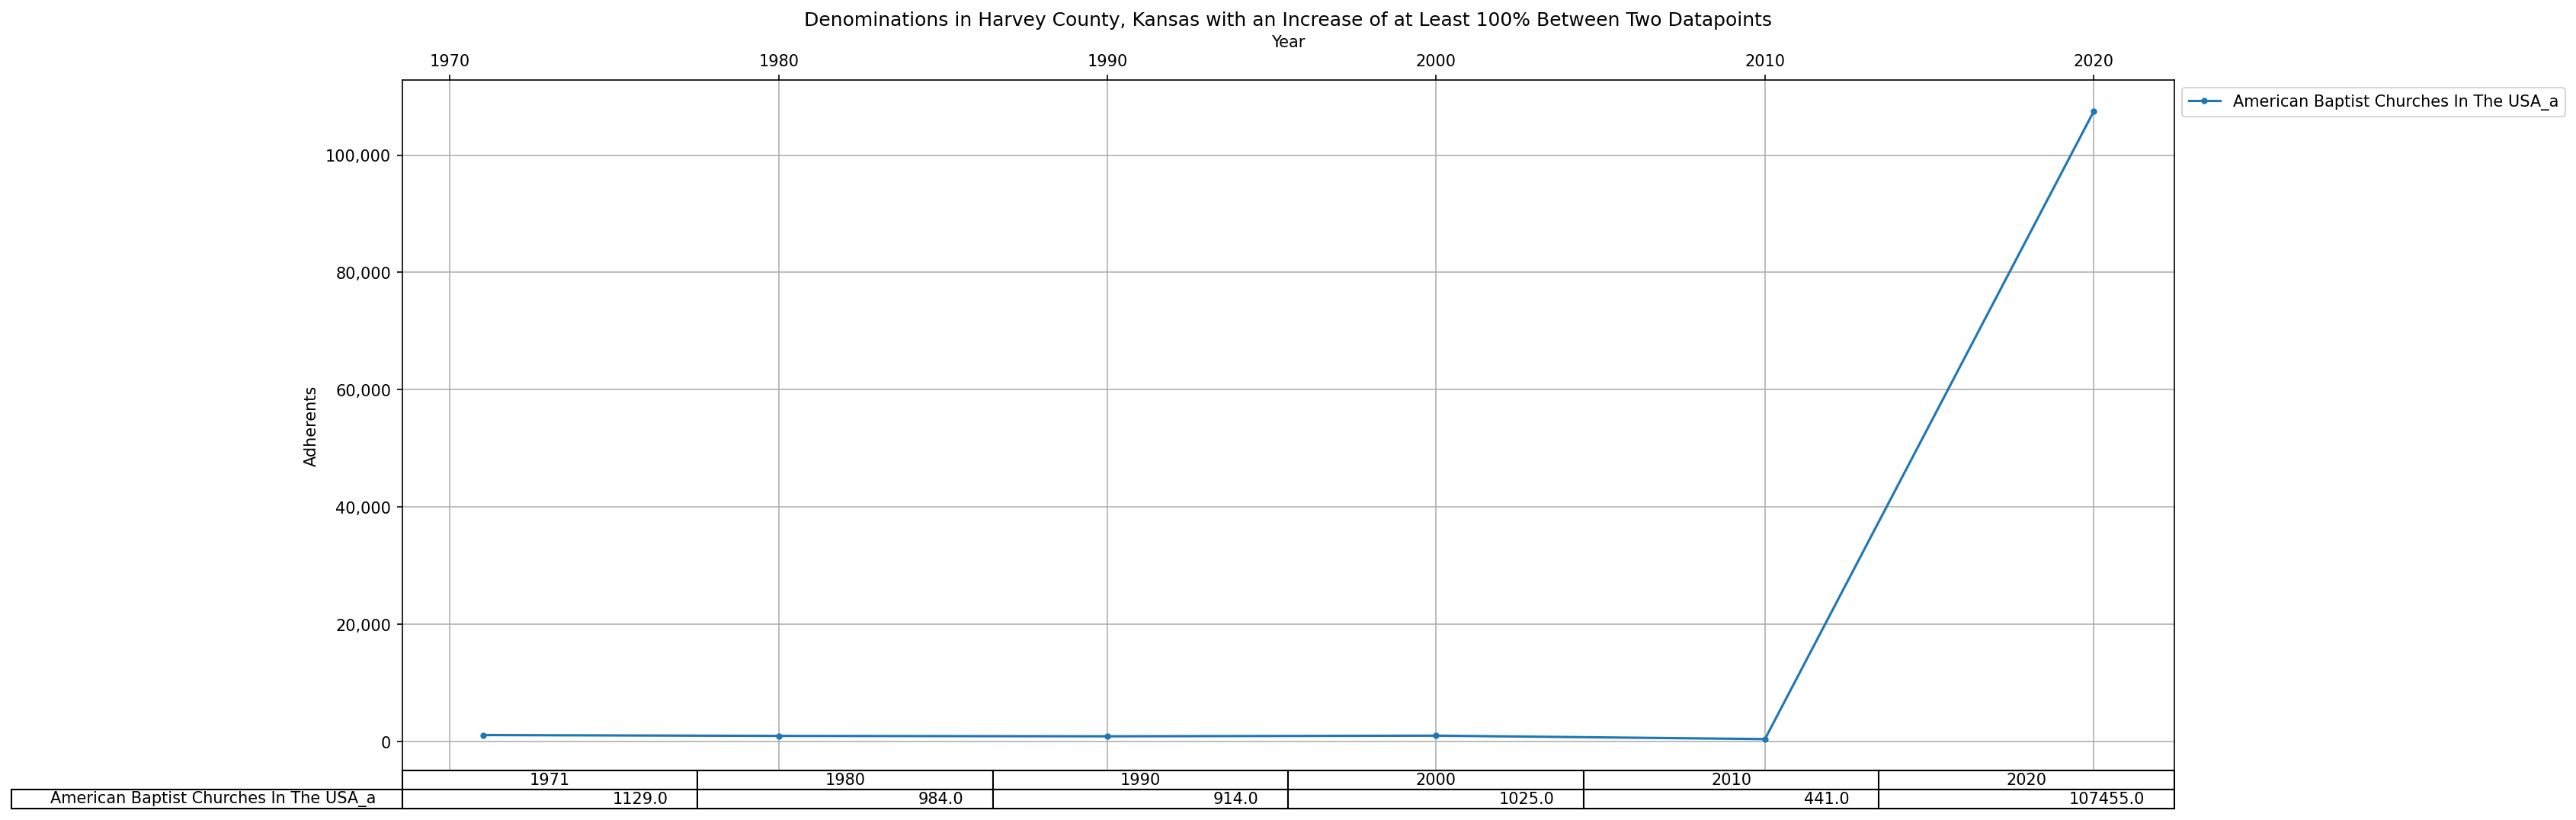 Denominations in Harvey County, Kansas with an Increase of at Least 100% Between Two Datapoints
Year
1970 1980 1990 2000 2010 2020
American Baptist Churches In The USA_a
100,000
80,000
60,000
40,000
20,000
0
Adherents
1971 1980 1990 2000 2010 2020
American Baptist Churches In The USA_a 1129.0 984.0 914.0 1025.0 441.0 107455.0